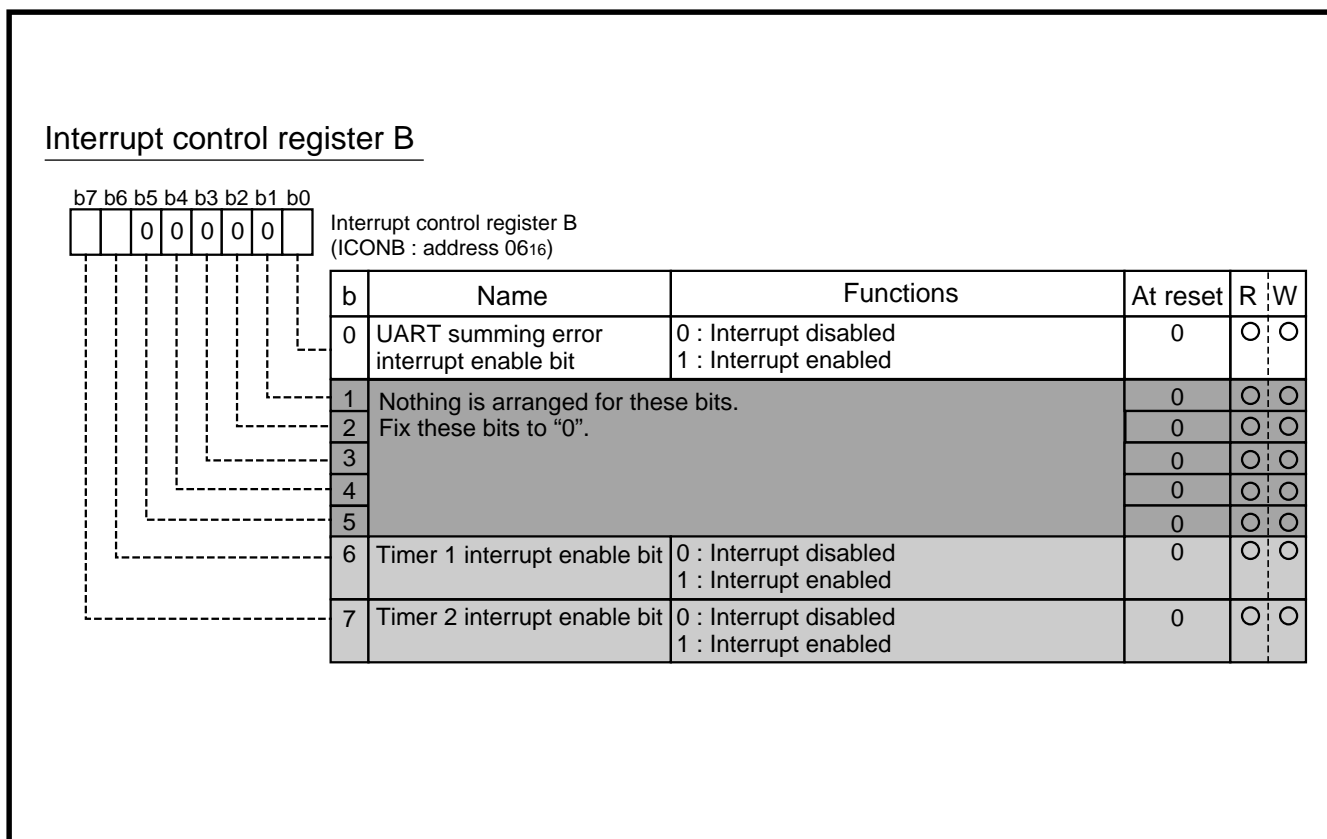 Interrupt control register B
b7 b6 b5 b4 b3 b2 b1 b0
0 0 0 0 0
Interrupt control register B
(ICONB : address 0616)
b Name Functions At reset R W
0 UART summing error interrupt enable bit 0 : Interrupt disabled 0 ○ ○
1 : Interrupt enabled
1 Nothing is arranged for these bits. 0 ○ ○
2 Fix these bits to “0”. 0 ○ ○
3 0 ○ ○
4 0 ○ ○
5 0 ○ ○
6 Timer 1 interrupt enable bit 0 : Interrupt disabled 0 ○ ○
1 : Interrupt enabled
7 Timer 2 interrupt enable bit 0 : Interrupt disabled 0 ○ ○
1 : Interrupt enabled